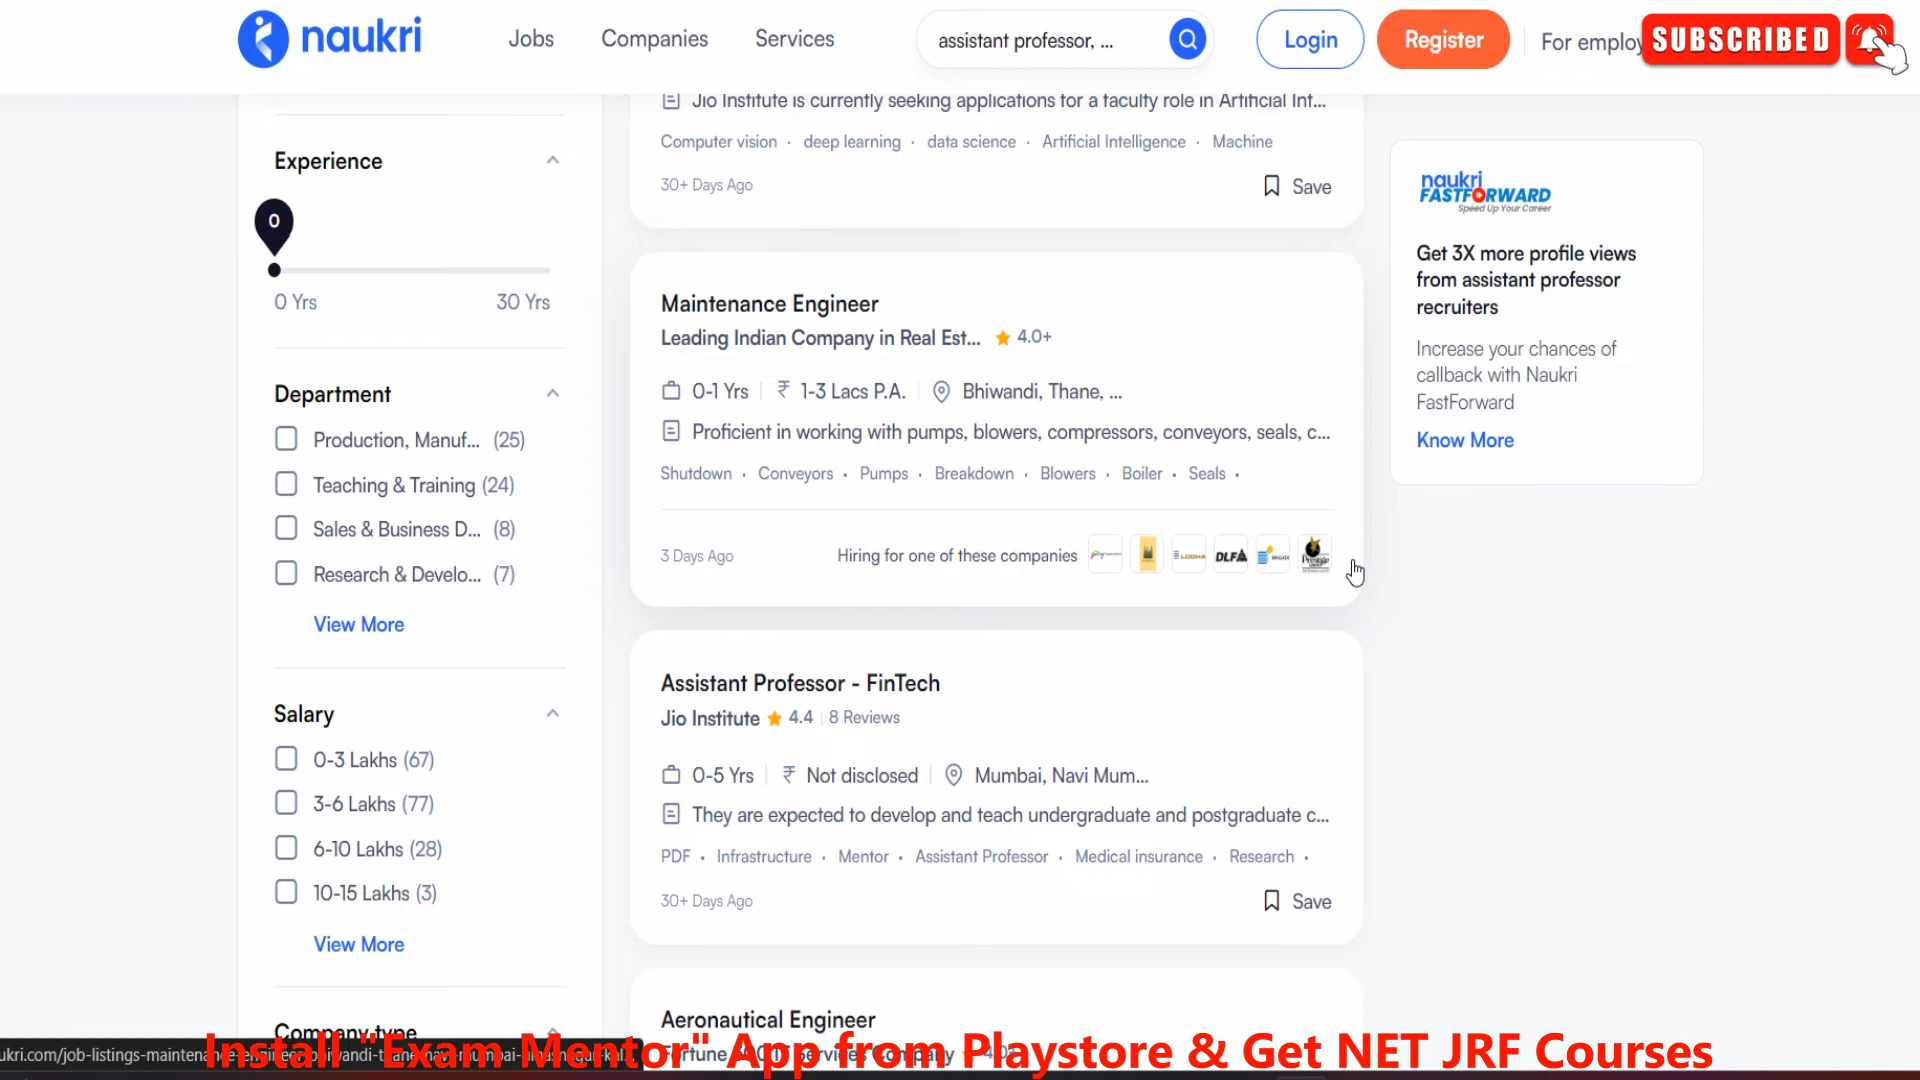 naukri
Jobs
Companies
Services
assistant professor, ...
Login
Register
For employ
SUBSCRIBED
Experience
0
0 Yrs
30 Yrs
Department
Production, Manuf... (25)
Teaching & Training (24)
Sales & Business D... (8)
Research & Develo... (7)
View More
Salary
0-3 Lakhs (67)
3-6 Lakhs (77)
6-10 Lakhs (28)
10-15 Lakhs (3)
View More
Company type
Jio Institute is currently seeking applications for a faculty role in Artificial Int...
Computer vision · deep learning · data science · Artificial Intelligence · Machine
30+ Days Ago
Save
Maintenance Engineer
Leading Indian Company in Real Est... 4.0+
0-1 Yrs
₹ 1-3 Lacs P.A.
Bhiwandi, Thane, ...
Proficient in working with pumps, blowers, compressors, conveyors, seals, c...
Shutdown · Conveyors · Pumps · Breakdown · Blowers · Boiler · Seals ·
3 Days Ago
Hiring for one of these companies
LODHA
DLF
BRIGADE
Prestige
Assistant Professor - FinTech
Jio Institute 4.4 | 8 Reviews
0-5 Yrs
₹ Not disclosed
Mumbai, Navi Mum...
They are expected to develop and teach undergraduate and postgraduate c...
PDF · Infrastructure · Mentor · Assistant Professor · Medical insurance · Research ·
30+ Days Ago
Save
Aeronautical Engineer
naukri
FASTFORWARD
Speed Up Your Career
Get 3X more profile views
from assistant professor
recruiters
Increase your chances of
callback with Naukri
FastForward
Know More
Install "Exam Mentor" App from Playstore & Get NET JRF Courses